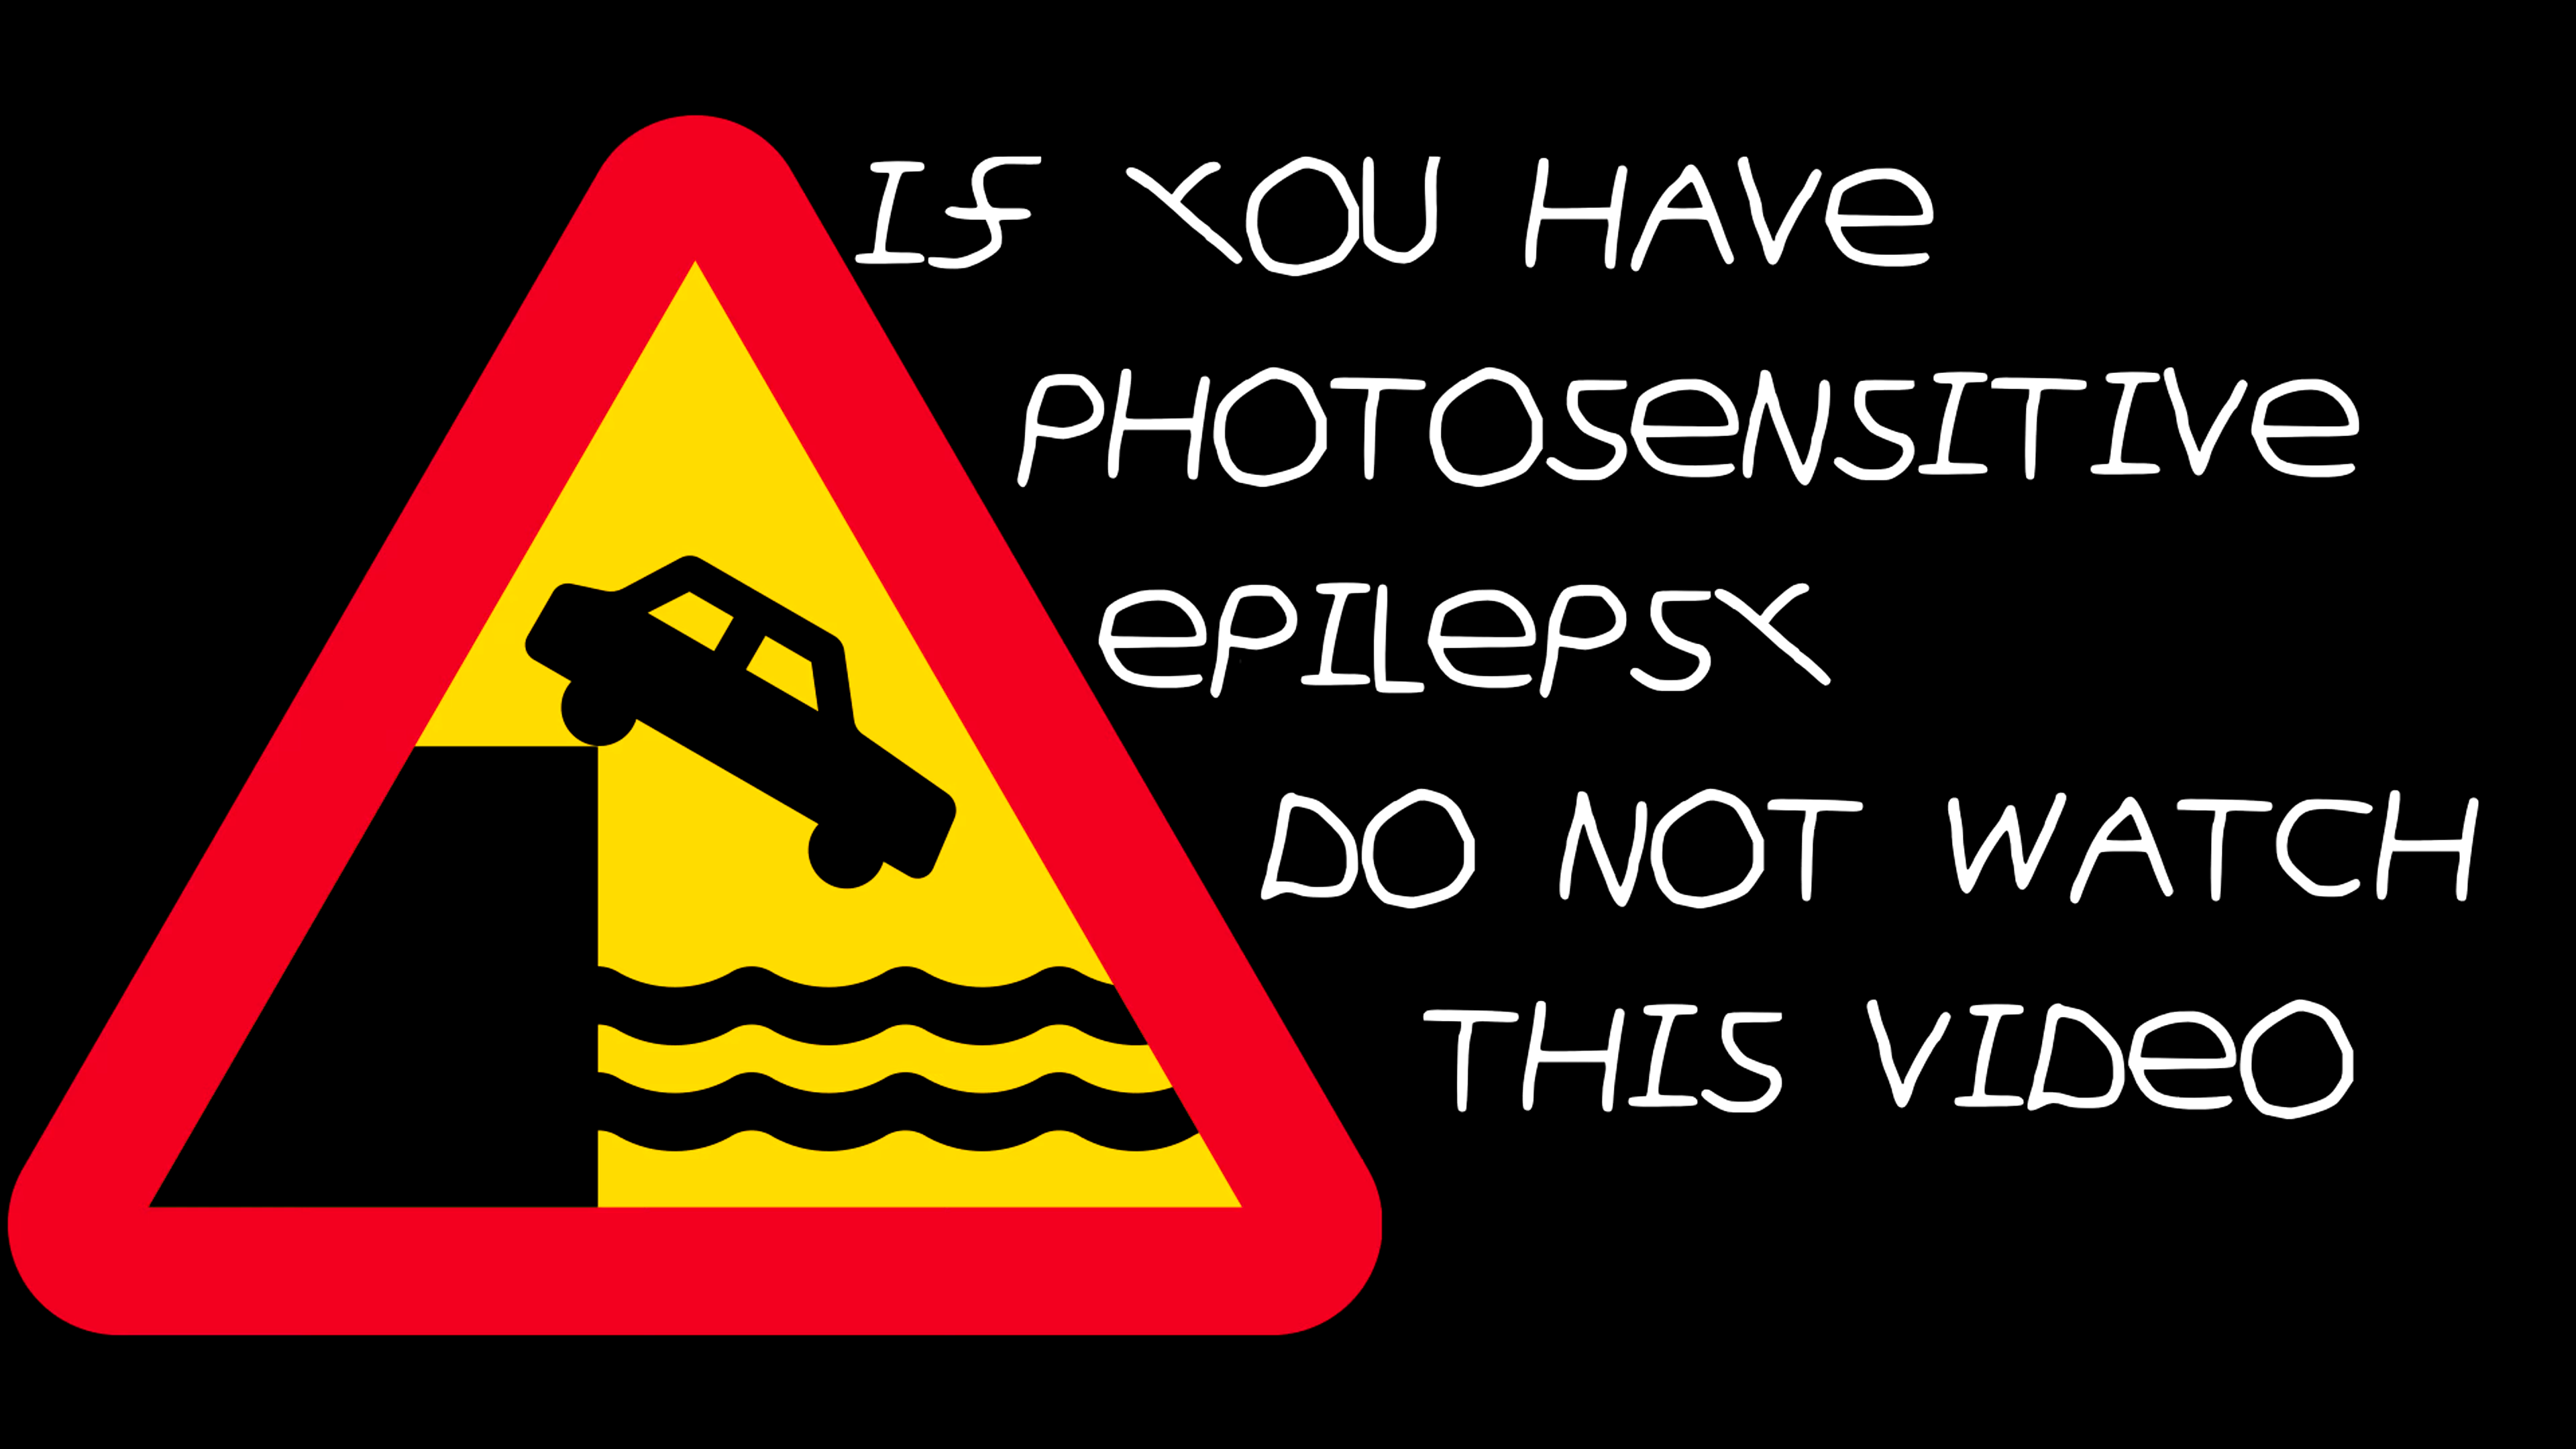 IF YOU HAVE
PHOTOSENSITIVE
EPILEPSY
DO NOT WATCH
THIS VIDEO